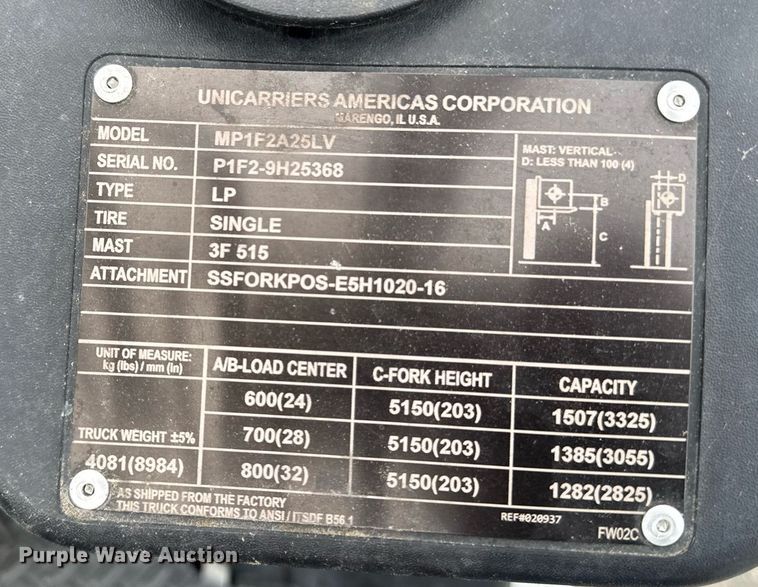 UNICARRIERS AMERICAS CORPORATION
MARENGO, IL U.S.A.
MODEL MP1F2A25LV
SERIAL NO. P1F2-9H25368
TYPE LP
TIRE SINGLE
MAST 3F 515
ATTACHMENT SSFORKPOS-E5H1020-16
MAST: VERTICAL
D: LESS THAN 100 (4)
D
B
A
C
UNIT OF MEASURE:
kg (lbs) / mm (in)
A/B-LOAD CENTER C-FORK HEIGHT CAPACITY
600(24) 5150(203) 1507(3325)
TRUCK WEIGHT ±5% 700(28) 5150(203) 1385(3055)
4081(8984) 800(32) 5150(203) 1282(2825)
AS SHIPPED FROM THE FACTORY
THIS TRUCK CONFORMS TO ANSI / ITSDF B56.1
REF#020937
FW02C
Purple Wave Auction